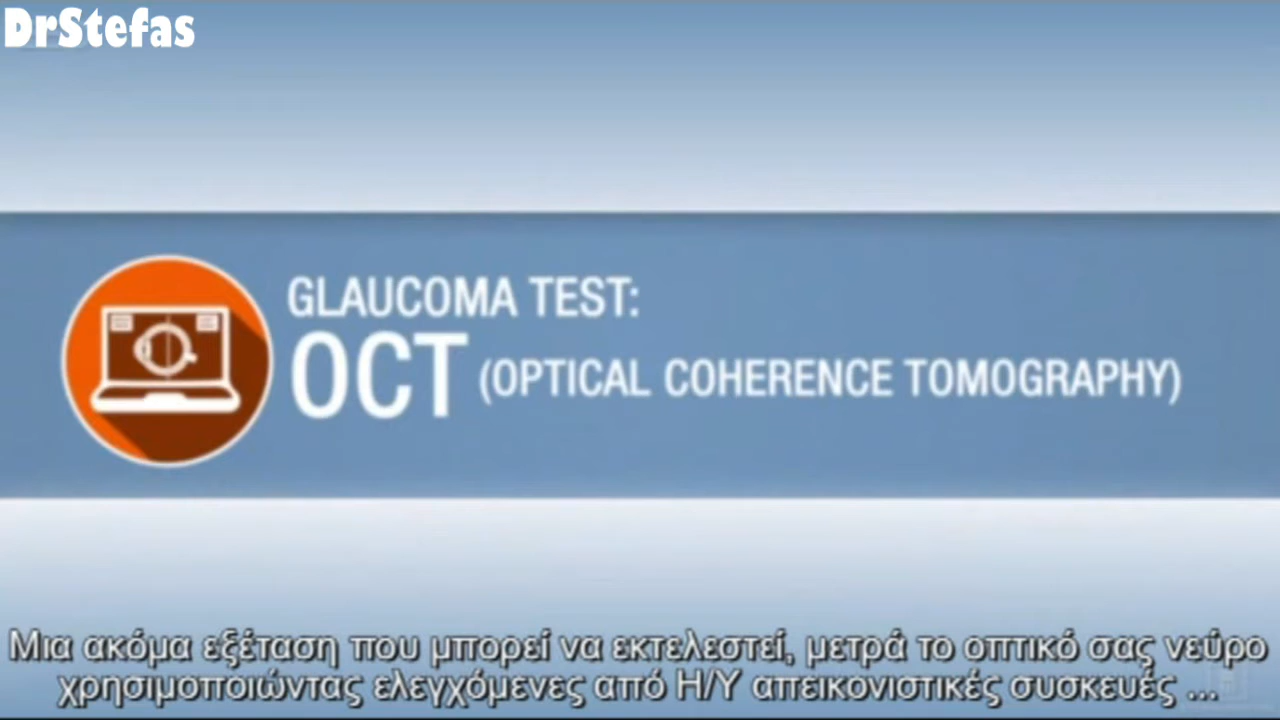 DrStefas
GLAUCOMA TEST:
OCT (OPTICAL COHERENCE TOMOGRAPHY)
Μια ακόμα εξέταση που μπορεί να εκτελεστεί, μετρά το οπτικό σας νεύρο
χρησιμοποιώντας ελεγχόμενες από Η/Υ απεικονιστικές συσκευές ...